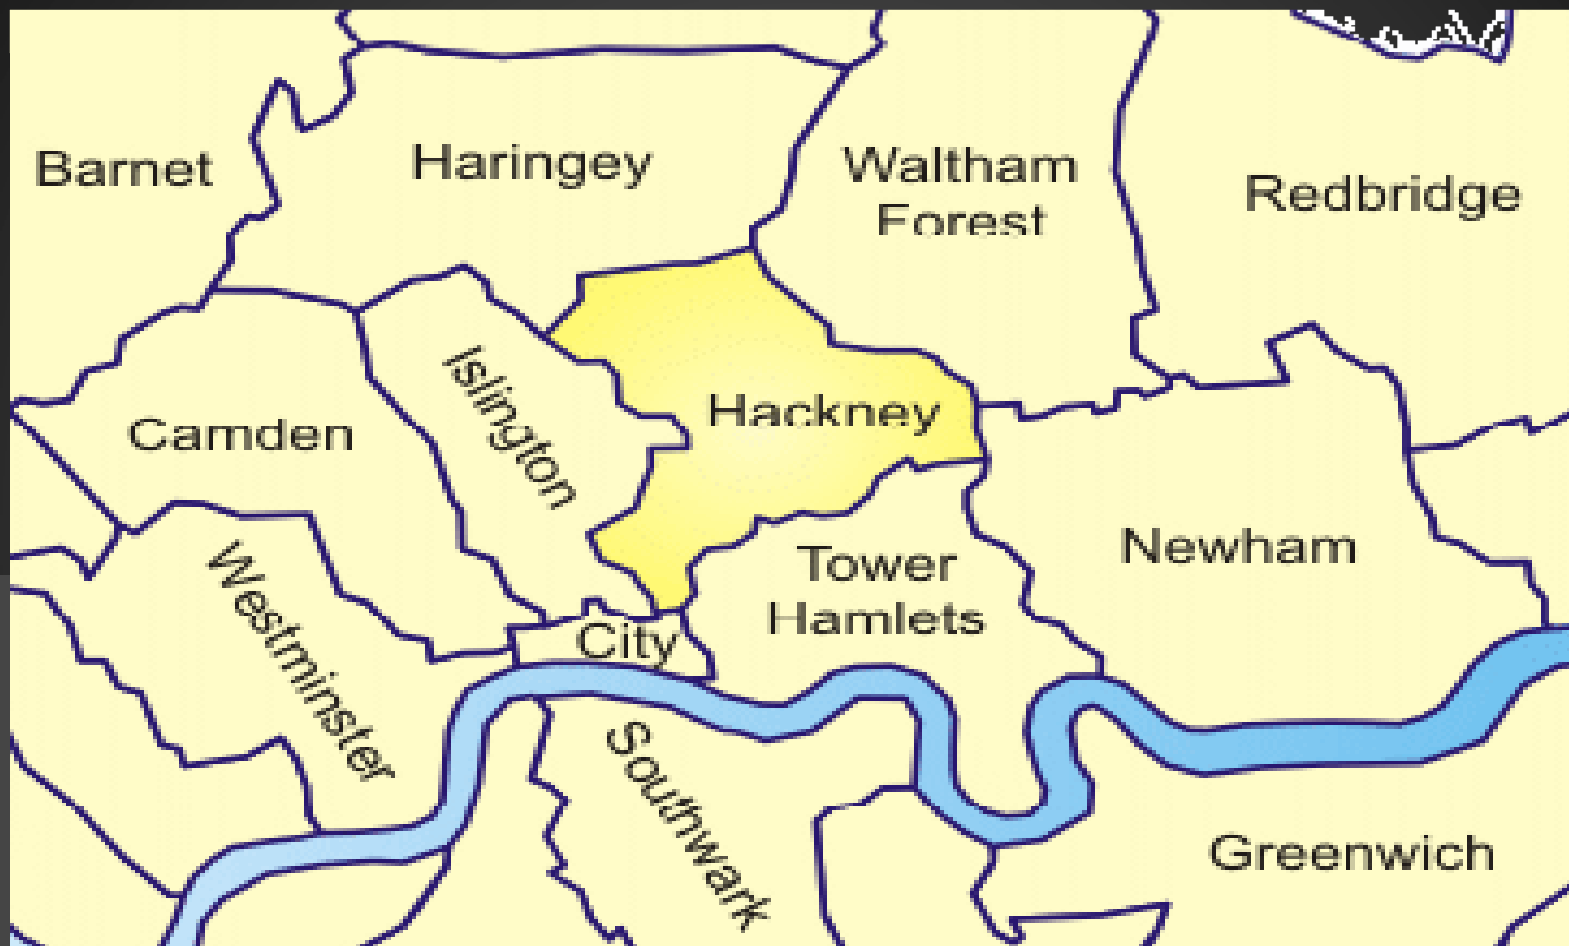 Barnet
Haringey
Waltham
Forest
Redbridge
Islington
Hackney
Camden
Newham
Tower
Hamlets
Westminster
City
Southwark
Greenwich